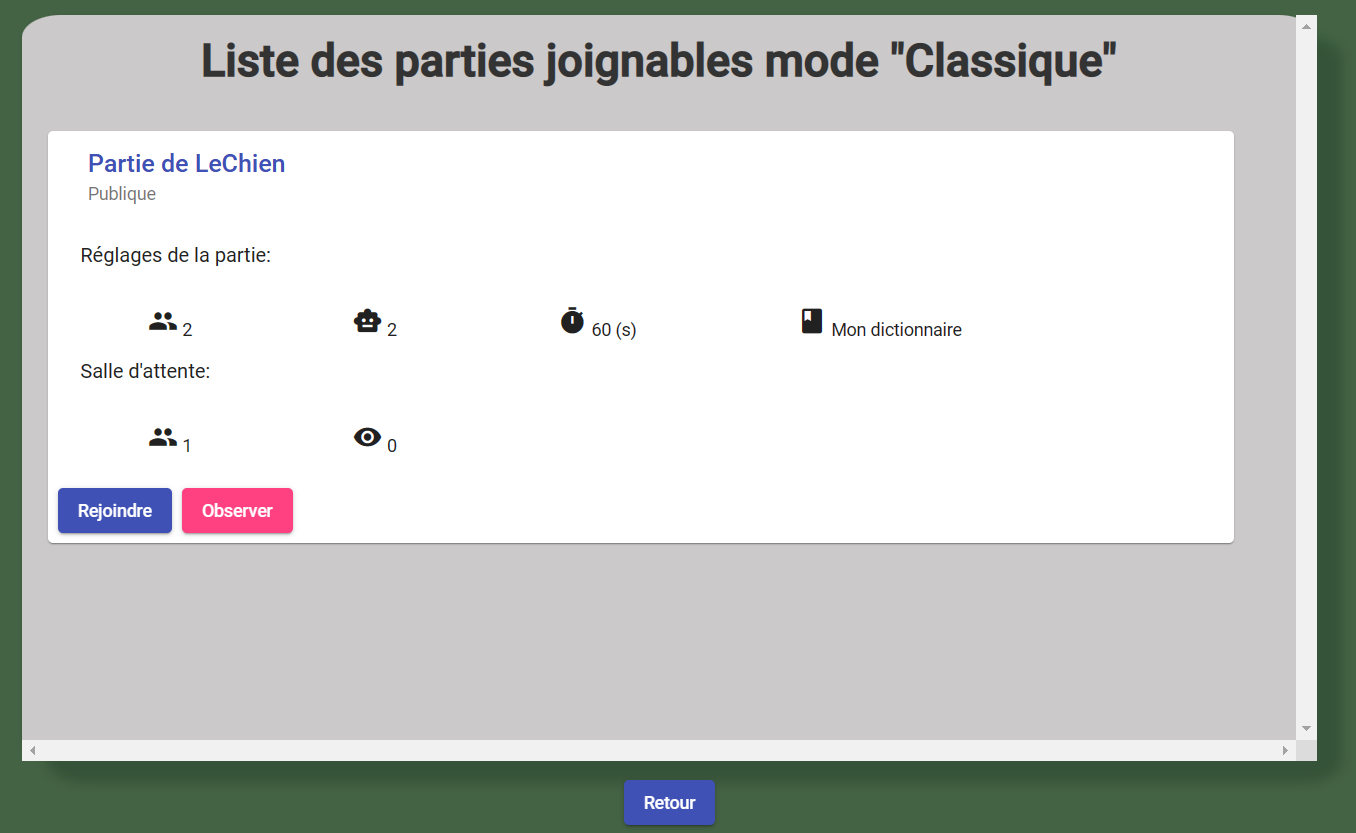 Liste des parties joignables mode "Classique"
Partie de LeChien
Publique
Réglages de la partie:
2 2 60 (s) Mon dictionnaire
Salle d'attente:
1 0
Rejoindre Observer
Retour